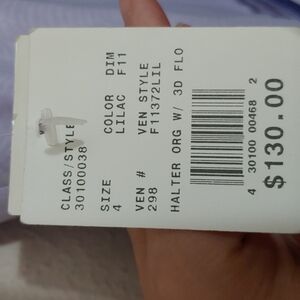 CLASS/STYLE
30100038
COLOR DIM
LILAC F11
SIZE
4
VEN # VEN STYLE
298 F11372LIL
HALTER ORG W/ 3D FLO
4 30100 00468 2
$130.00